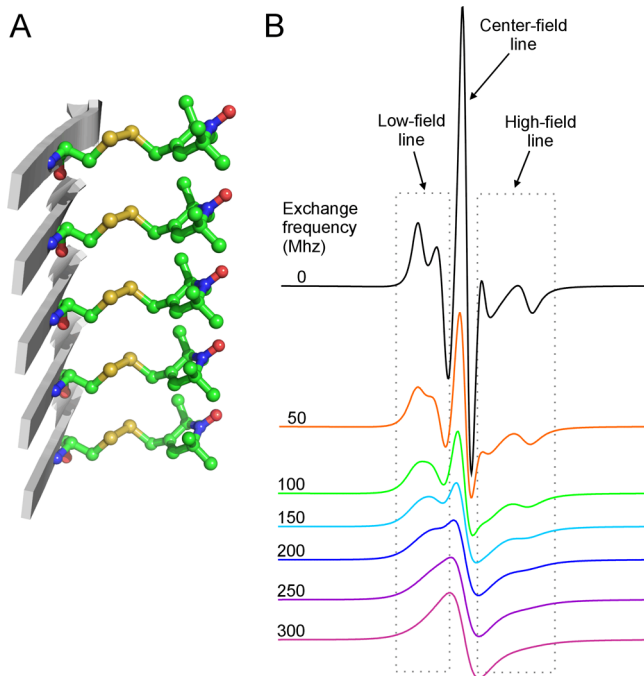 A
B
Center-field
line
Low-field
line
High-field
line
Exchange
frequency
(Mhz)
0
50
100
150
200
250
300